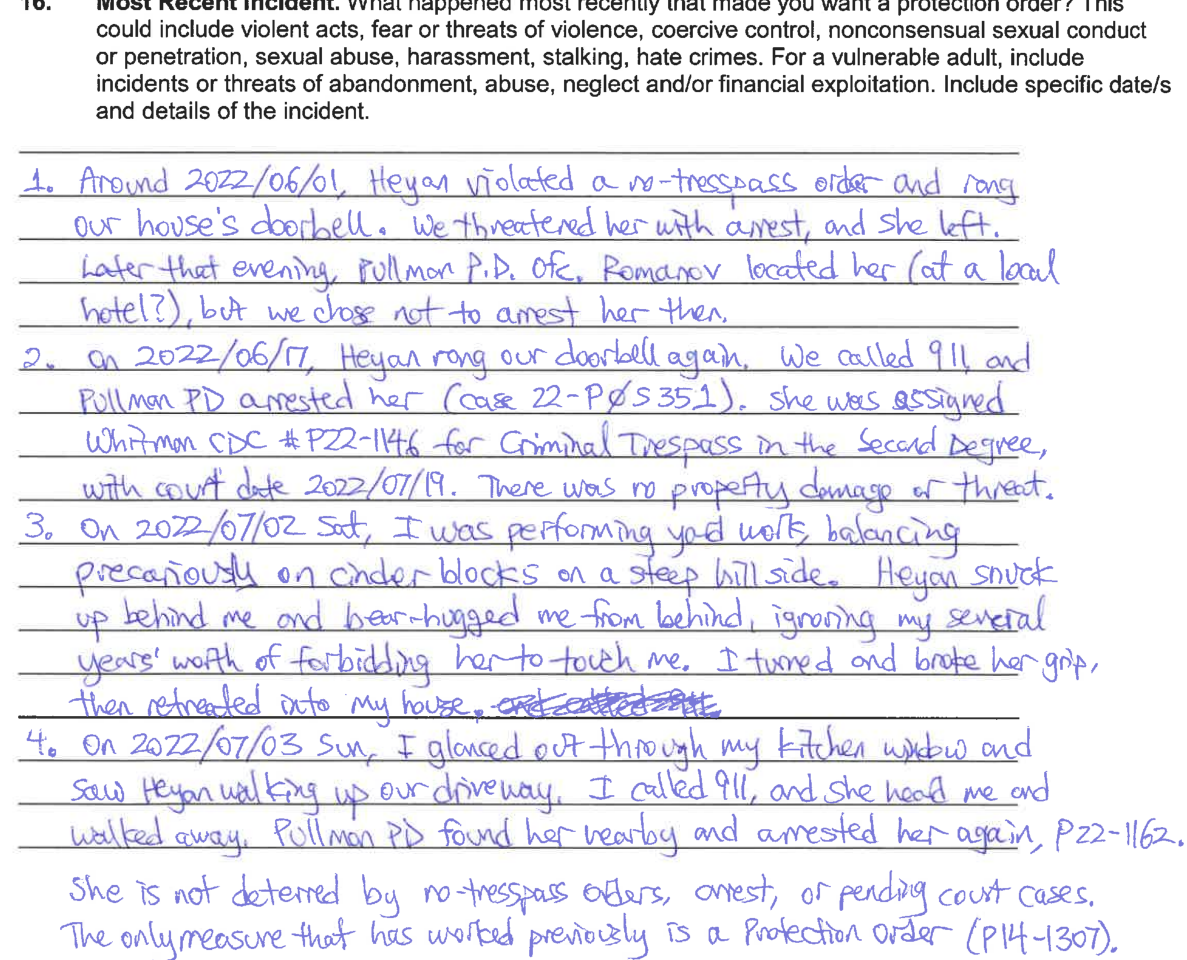 16. Most Recent Incident. What happened most recently that made you want a protection order? This
could include violent acts, fear or threats of violence, coercive control, nonconsensual sexual conduct
or penetration, sexual abuse, harassment, stalking, hate crimes. For a vulnerable adult, include
incidents or threats of abandonment, abuse, neglect and/or financial exploitation. Include specific date/s
and details of the incident.
1. Around 2022/06/01, Heyan violated a no-tresspass order and rang
our house's doorbell. We threatened her with arrest, and she left.
Later that evening, Pullman P.D. Ofc. Romanov located her (at a local
hotel?), but we chose not to arrest her then.
2. On 2022/06/17, Heyan rang our doorbell again. We called 911, and
Pullman PD arrested her (case 22-PØS351). She was assigned
Whitman CDC #P22-1146 for Criminal Trespass in the Second Degree,
with court date 2022/07/19. There was no property damage or threat.
3. On 2022/07/02 Sat, I was performing yard work, balancing
precariously on cinder blocks on a steep hillside. Heyan snuck
up behind me and bear-hugged me from behind, ignoring my several
years' worth of forbidding her to touch me. I turned and broke her grip,
then retreated into my house.
4. On 2022/07/03 Sun, I glanced out through my kitchen window and
saw Heyan walking up our driveway. I called 911, and she heard me and
walked away. Pullman PD found her nearby and arrested her again, P22-1162.
She is not deterred by no-tresspass orders, arrest, or pending court cases.
The only measure that has worked previously is a Protection Order (P14-1307).